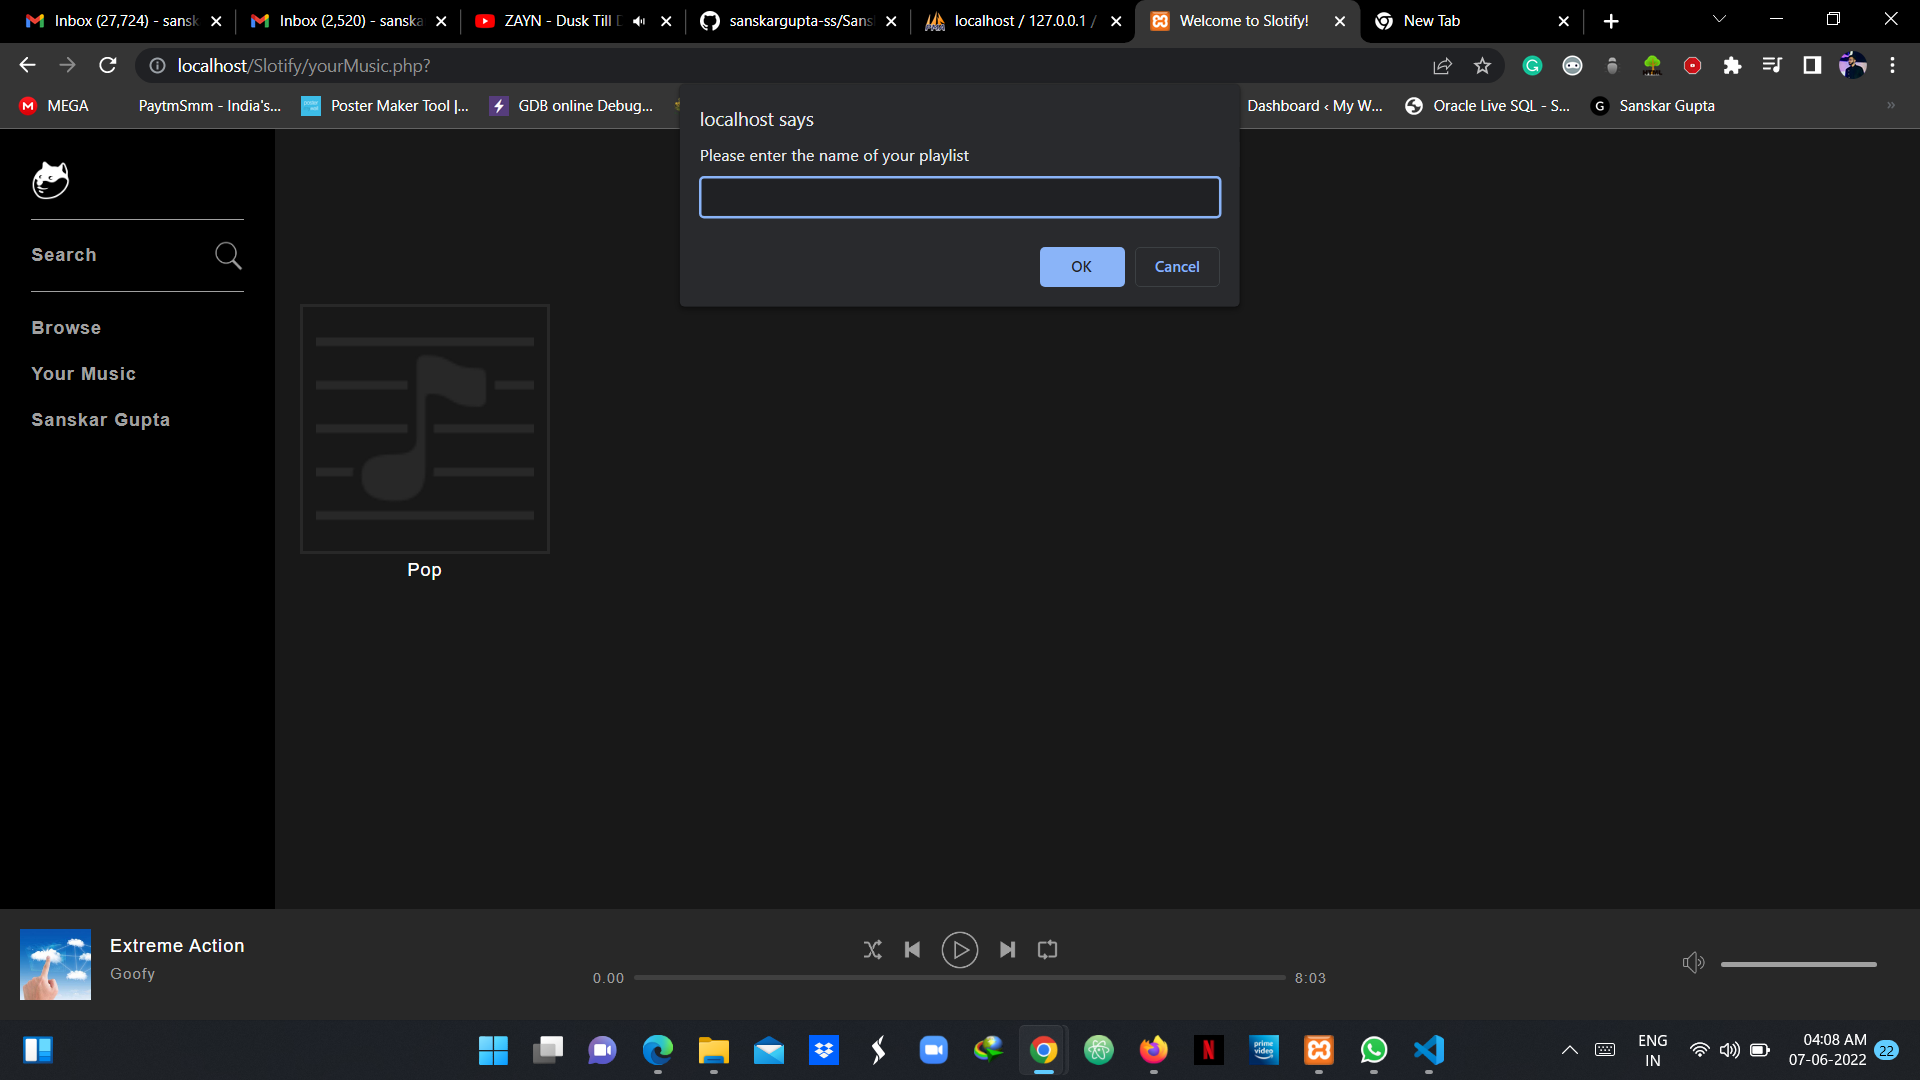 Inbox (27,724) - sansk
Inbox (2,520) - sanska
ZAYN - Dusk Till D
sanskargupta-ss/Sans
localhost / 127.0.0.1 /
Welcome to Slotify!
New Tab
localhost/Slotify/yourMusic.php?
MEGA
PaytmSmm - India's...
Poster Maker Tool |...
GDB online Debug...
Dashboard ‹ My W...
Oracle Live SQL - S...
G
Sanskar Gupta
»
localhost says
Please enter the name of your playlist
OK
Cancel
Search
Browse
Your Music
Sanskar Gupta
Pop
Extreme Action
Goofy
0.00
8:03
prime video
ENG
IN
04:08 AM
07-06-2022
22